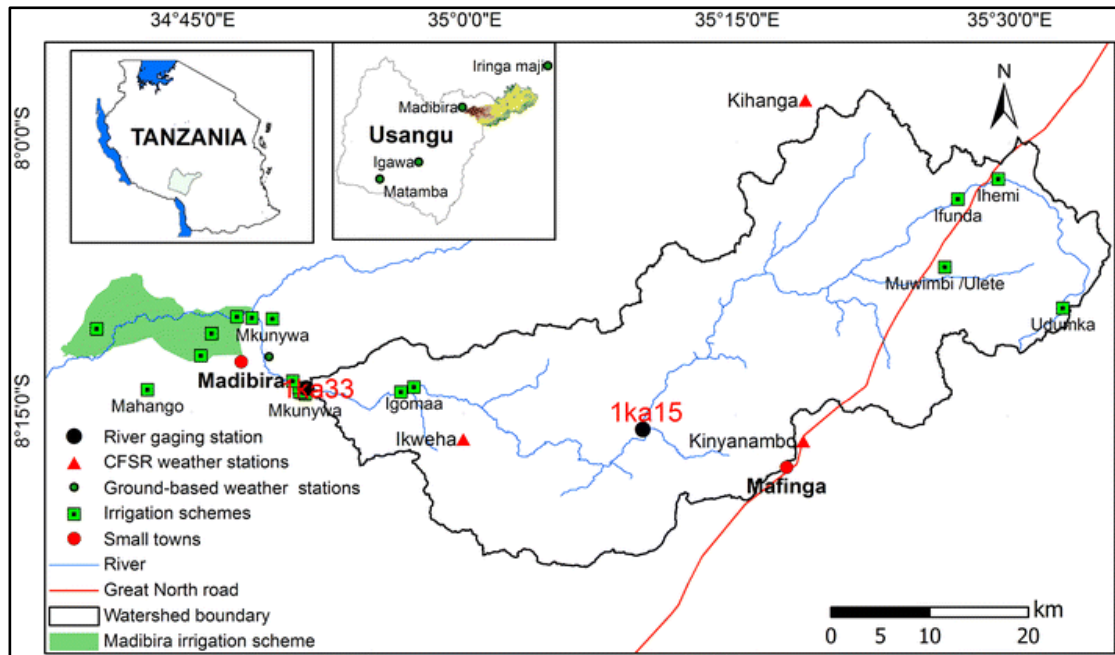 34°45'0"E
35°0'0"E
35°15'0"E
35°30'0"E
8°0'0"S
8°15'0"S
TANZANIA
Iringa maji
Madibira
Usangu
Igawa
Matamba
N
Kihanga
Ihemi
Ifunda
Muwimbi /Ulete
Udumka
Mkunywa
Madibira
1ka33
Mkunywa
Mahango
Igomaa
Ikweha
1ka15
Kinyanambo
Mafinga
River gaging station
CFSR weather stations
Ground-based weather stations
Irrigation schemes
Small towns
River
Great North road
Watershed boundary
Madibira irrigation scheme
km
0 5 10 20